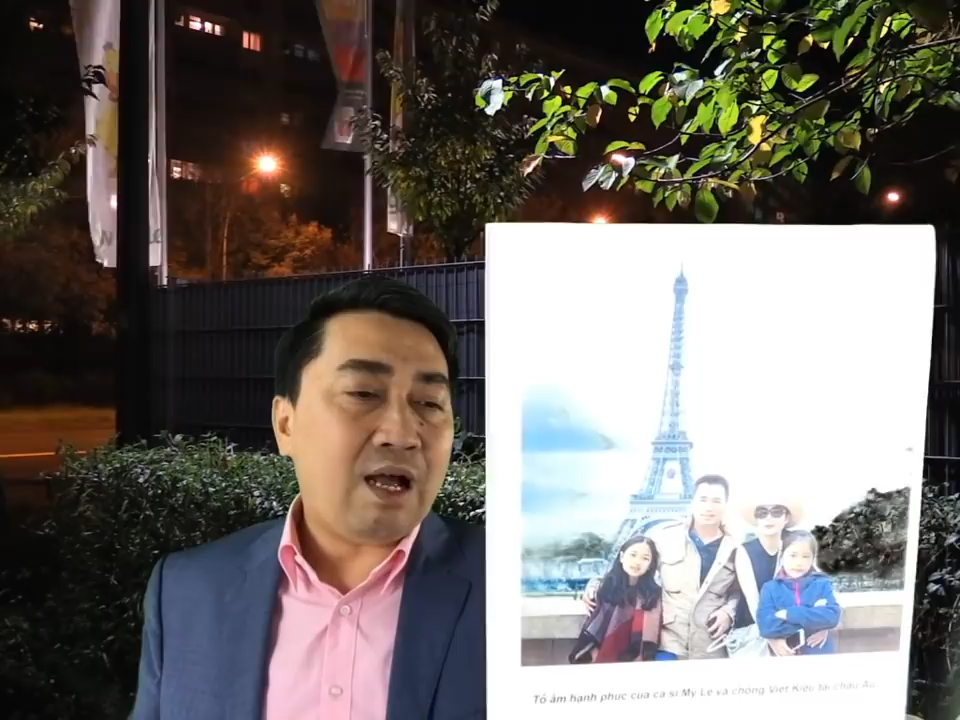 Tổ ấm hạnh phúc của ca sĩ Mỹ Lệ và chồng Việt Kiều tại châu Âu.